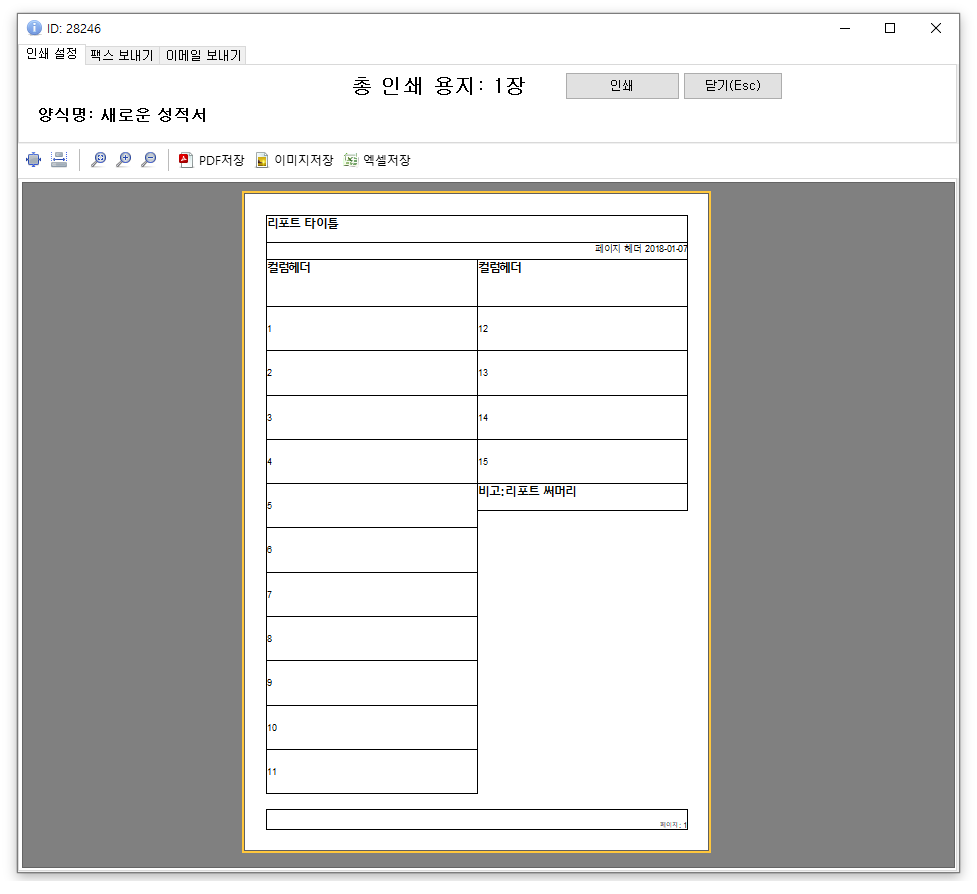 ID: 28246
인쇄 설정 팩스 보내기 이메일 보내기
총 인쇄 용지: 1장 인쇄 닫기(Esc)
양식명: 새로운 성적서
PDF저장 이미지저장 엑셀저장
리포트 타이틀
페이지 헤더 2018-01-07
컬럼헤더 컬럼헤더
1 12
2 13
3 14
4 15
비고:리포트 써머리
5
6
7
8
9
10
11
페이지 : 1